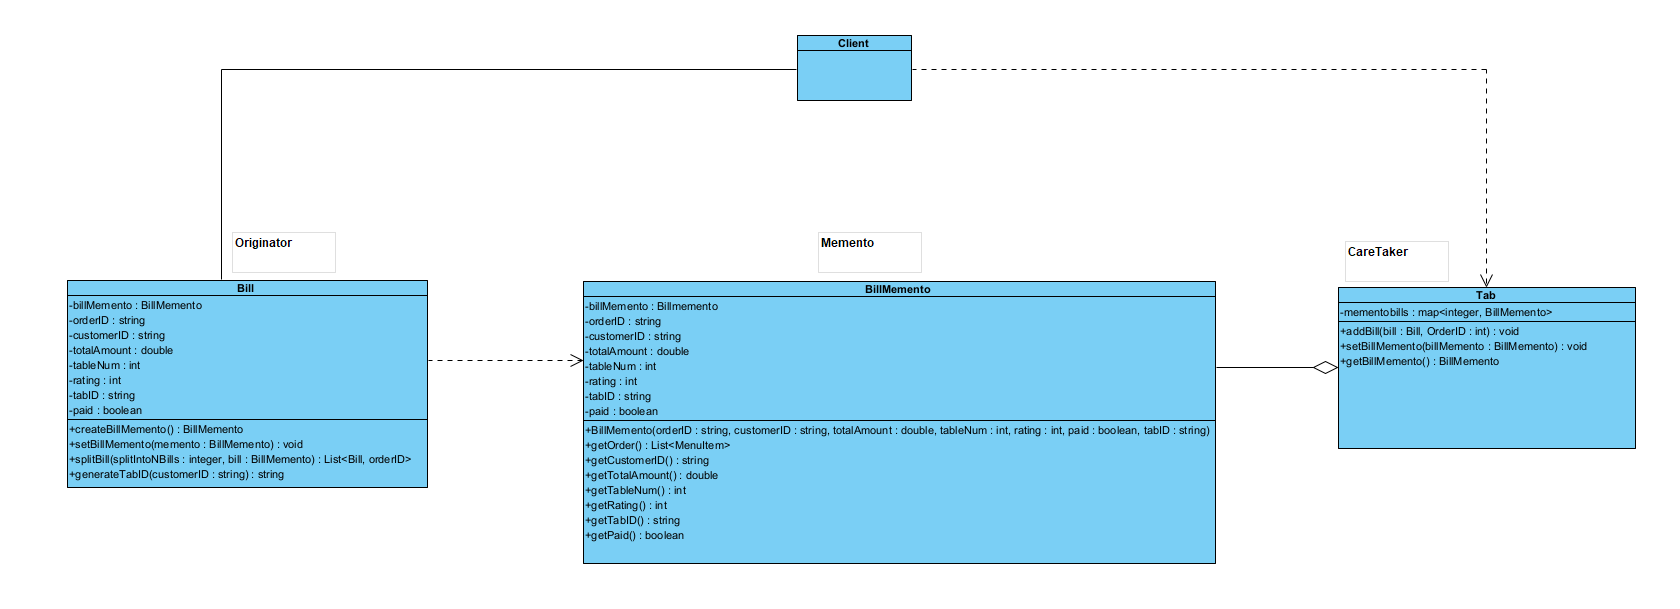 Client
Originator
Memento
CareTaker
Bill
-billMemento : BillMemento
-orderID : string
-customerID : string
-totalAmount : double
-tableNum : int
-rating : int
-tabID : string
-paid : boolean
+createBillMemento() : BillMemento
+setBillMemento(memento : BillMemento) : void
+splitBill(splitIntoNBills : integer, bill : BillMemento) : List<Bill, orderID>
+generateTabID(customerID : string) : string
BillMemento
-billMemento : Billmemento
-orderID : string
-customerID : string
-totalAmount : double
-tableNum : int
-rating : int
-tabID : string
-paid : boolean
+BillMemento(orderID : string, customerID : string, totalAmount : double, tableNum : int, rating : int, paid : boolean, tabID : string)
+getOrder() : List<MenuItem>
+getCustomerID() : string
+getTotalAmount() : double
+getTableNum() : int
+getRating() : int
+getTabID() : string
+getPaid() : boolean
Tab
-mementobills : map<integer, BillMemento>
+addBill(bill : Bill, OrderID : int) : void
+setBillMemento(billMemento : BillMemento) : void
+getBillMemento() : BillMemento